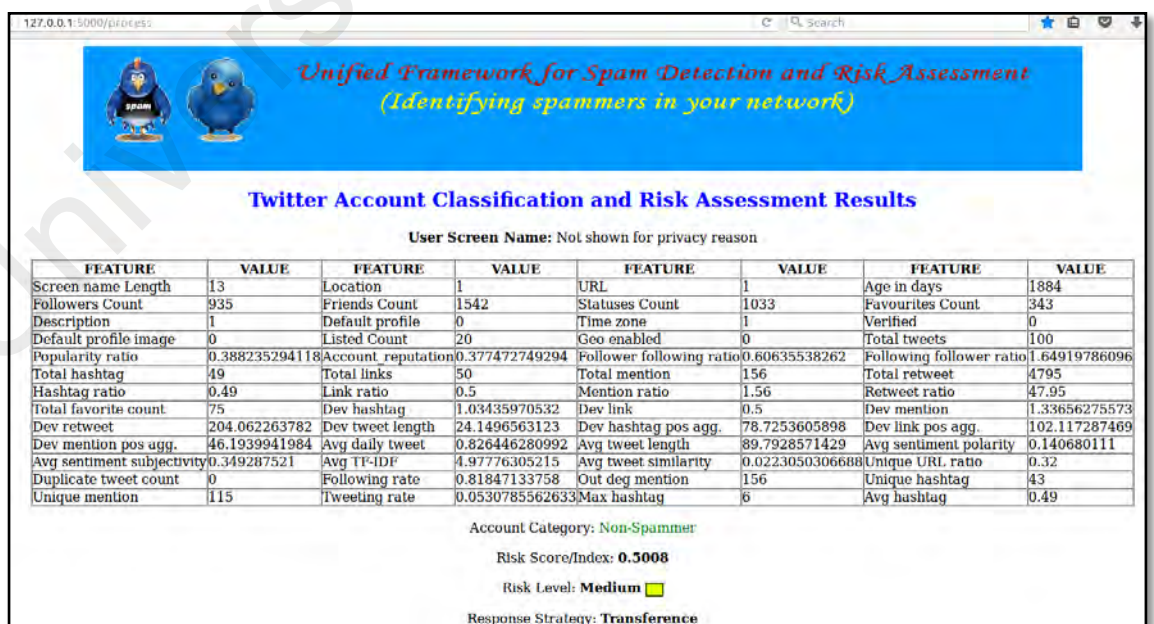 127.0.0.1:5000/process
Search
Unified Framework for Spam Detection and Risk Assessment
(Identifying spammers in your network)
spam
Twitter Account Classification and Risk Assessment Results
User Screen Name: Not shown for privacy reason
FEATURE VALUE FEATURE VALUE FEATURE VALUE FEATURE VALUE
Screen name Length 13 Location 1 URL 1 Age in days 1884
Followers Count 935 Friends Count 1542 Statuses Count 1033 Favourites Count 343
Description 1 Default profile 0 Time zone 1 Verified 0
Default profile image 0 Listed Count 20 Geo enabled 0 Total tweets 100
Popularity ratio 0.388235294118 Account_reputation 0.377472749294 Follower following ratio 0.60635538262 Following follower ratio 1.64919786096
Total hashtag 49 Total links 50 Total mention 156 Total retweet 4795
Hashtag ratio 0.49 Link ratio 0.5 Mention ratio 1.56 Retweet ratio 47.95
Total favorite count 75 Dev hashtag 1.03435970532 Dev link 0.5 Dev mention 1.33656275573
Dev retweet 204.062263782 Dev tweet length 24.1496563123 Dev hashtag pos agg. 78.7253605898 Dev link pos agg. 102.117287469
Dev mention pos agg. 46.1939941984 Avg daily tweet 0.826446280992 Avg tweet length 89.7928571429 Avg sentiment polarity 0.140680111
Avg sentiment subjectivity 0.349287521 Avg TF-IDF 4.97776305215 Avg tweet similarity 0.0223050306688 Unique URL ratio 0.32
Duplicate tweet count 0 Following rate 0.81847133758 Out deg mention 156 Unique hashtag 43
Unique mention 115 Tweeting rate 0.0530785562633 Max hashtag 6 Avg hashtag 0.49
Account Category: Non-Spammer
Risk Score/Index: 0.5008
Risk Level: Medium
Response Strategy: Transference